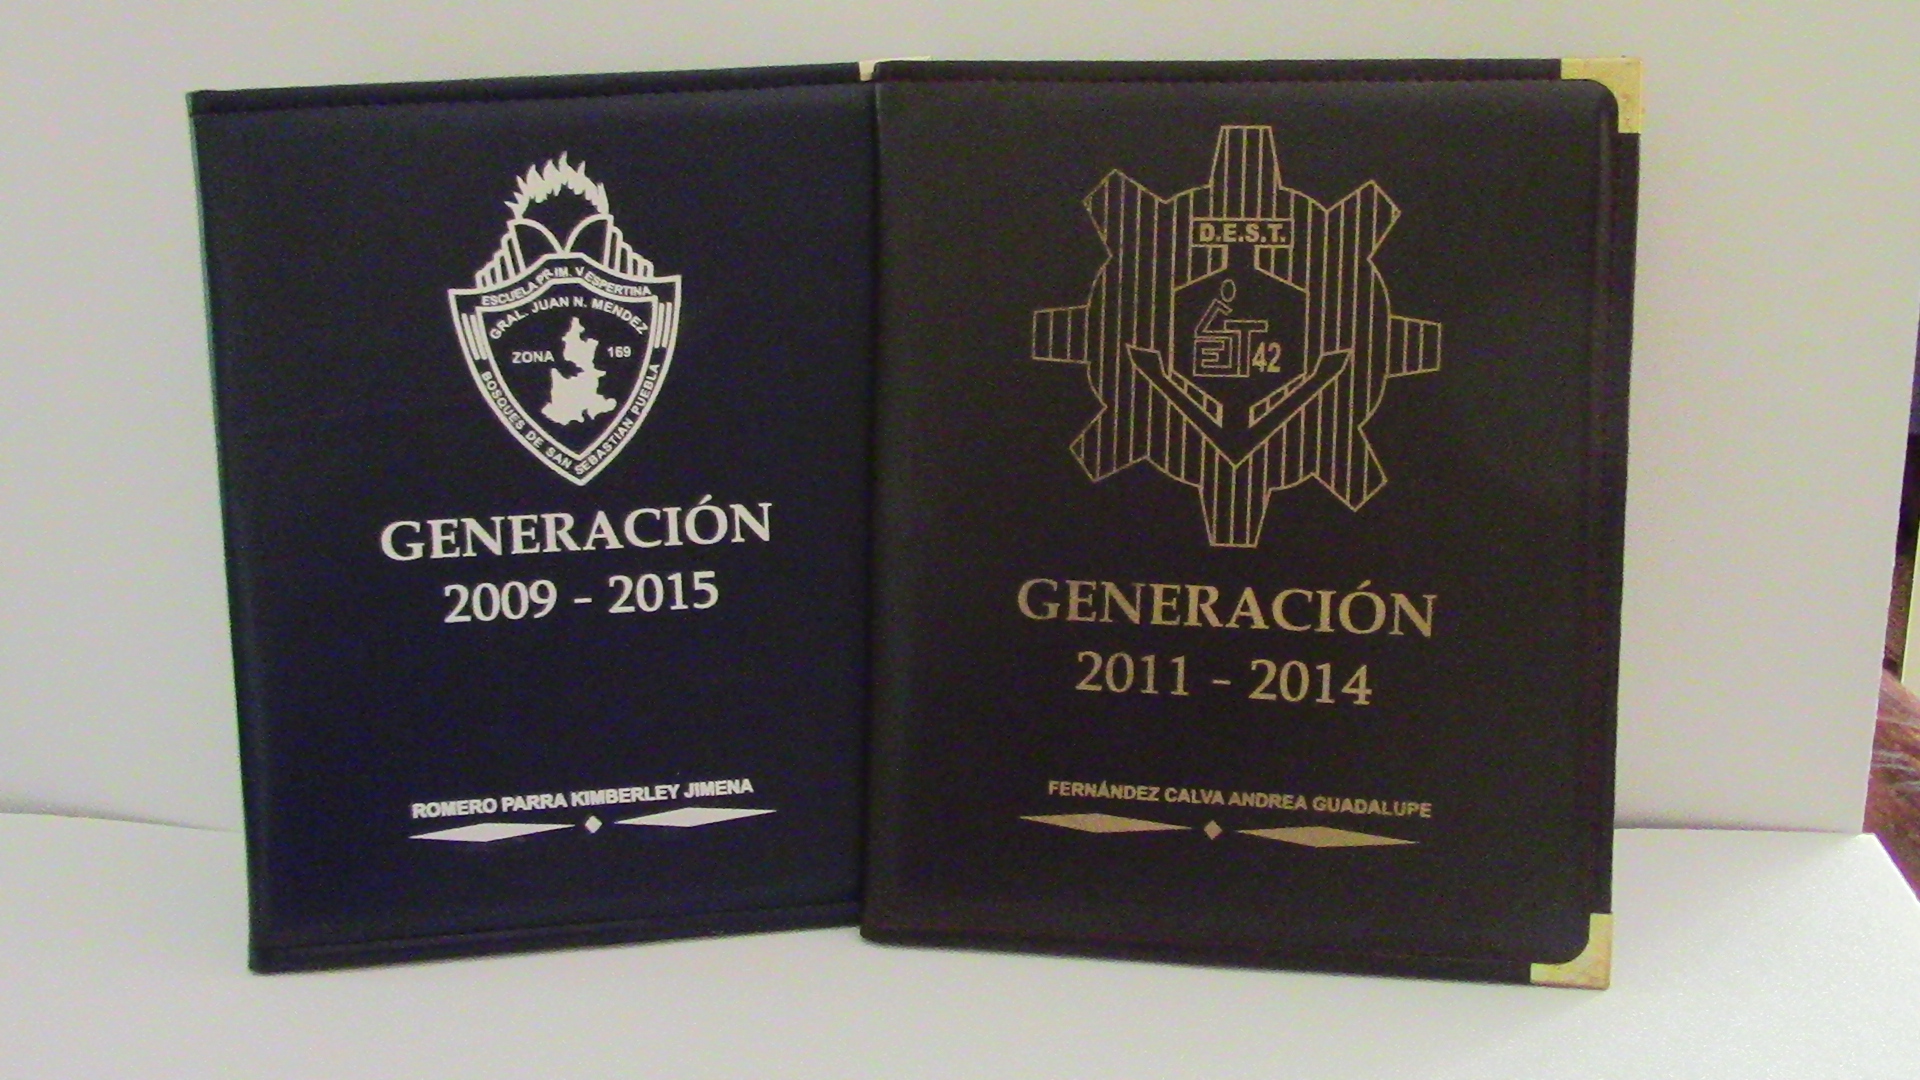 ESCUELA PRIM. VESPERTINA
GRAL. JUAN N. MENDEZ
ZONA 169
BOSQUES DE SAN SEBASTIAN PUEBLA
GENERACIÓN
2009 - 2015
ROMERO PARRA KIMBERLEY JIMENA
D.E.S.T.
42
GENERACIÓN
2011 - 2014
FERNÁNDEZ CALVA ANDREA GUADALUPE